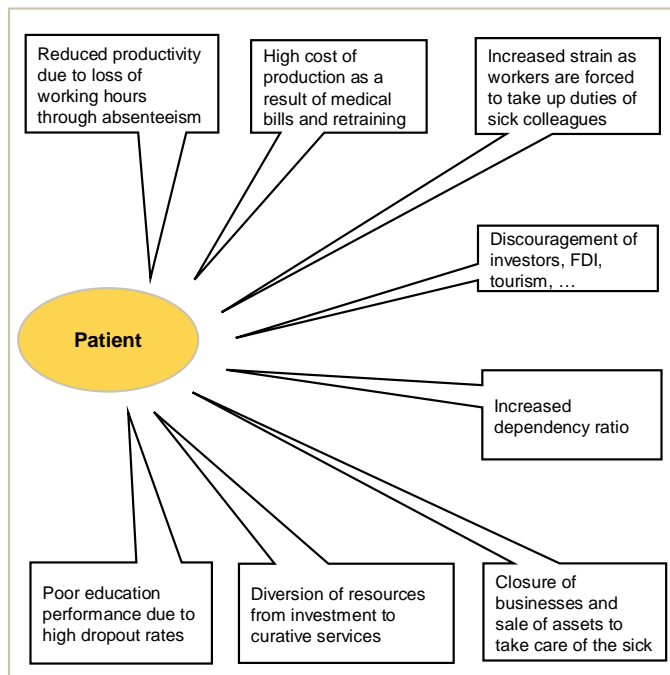 Reduced productivity
due to loss of
working hours
through absenteeism
High cost of
production as a
result of medical
bills and retraining
Increased strain as
workers are forced
to take up duties of
sick colleagues
Discouragement of
investors, FDI,
tourism, …
Patient
Increased
dependency ratio
Poor education
performance due to
high dropout rates
Diversion of resources
from investment to
curative services
Closure of
businesses and
sale of assets to
take care of the sick